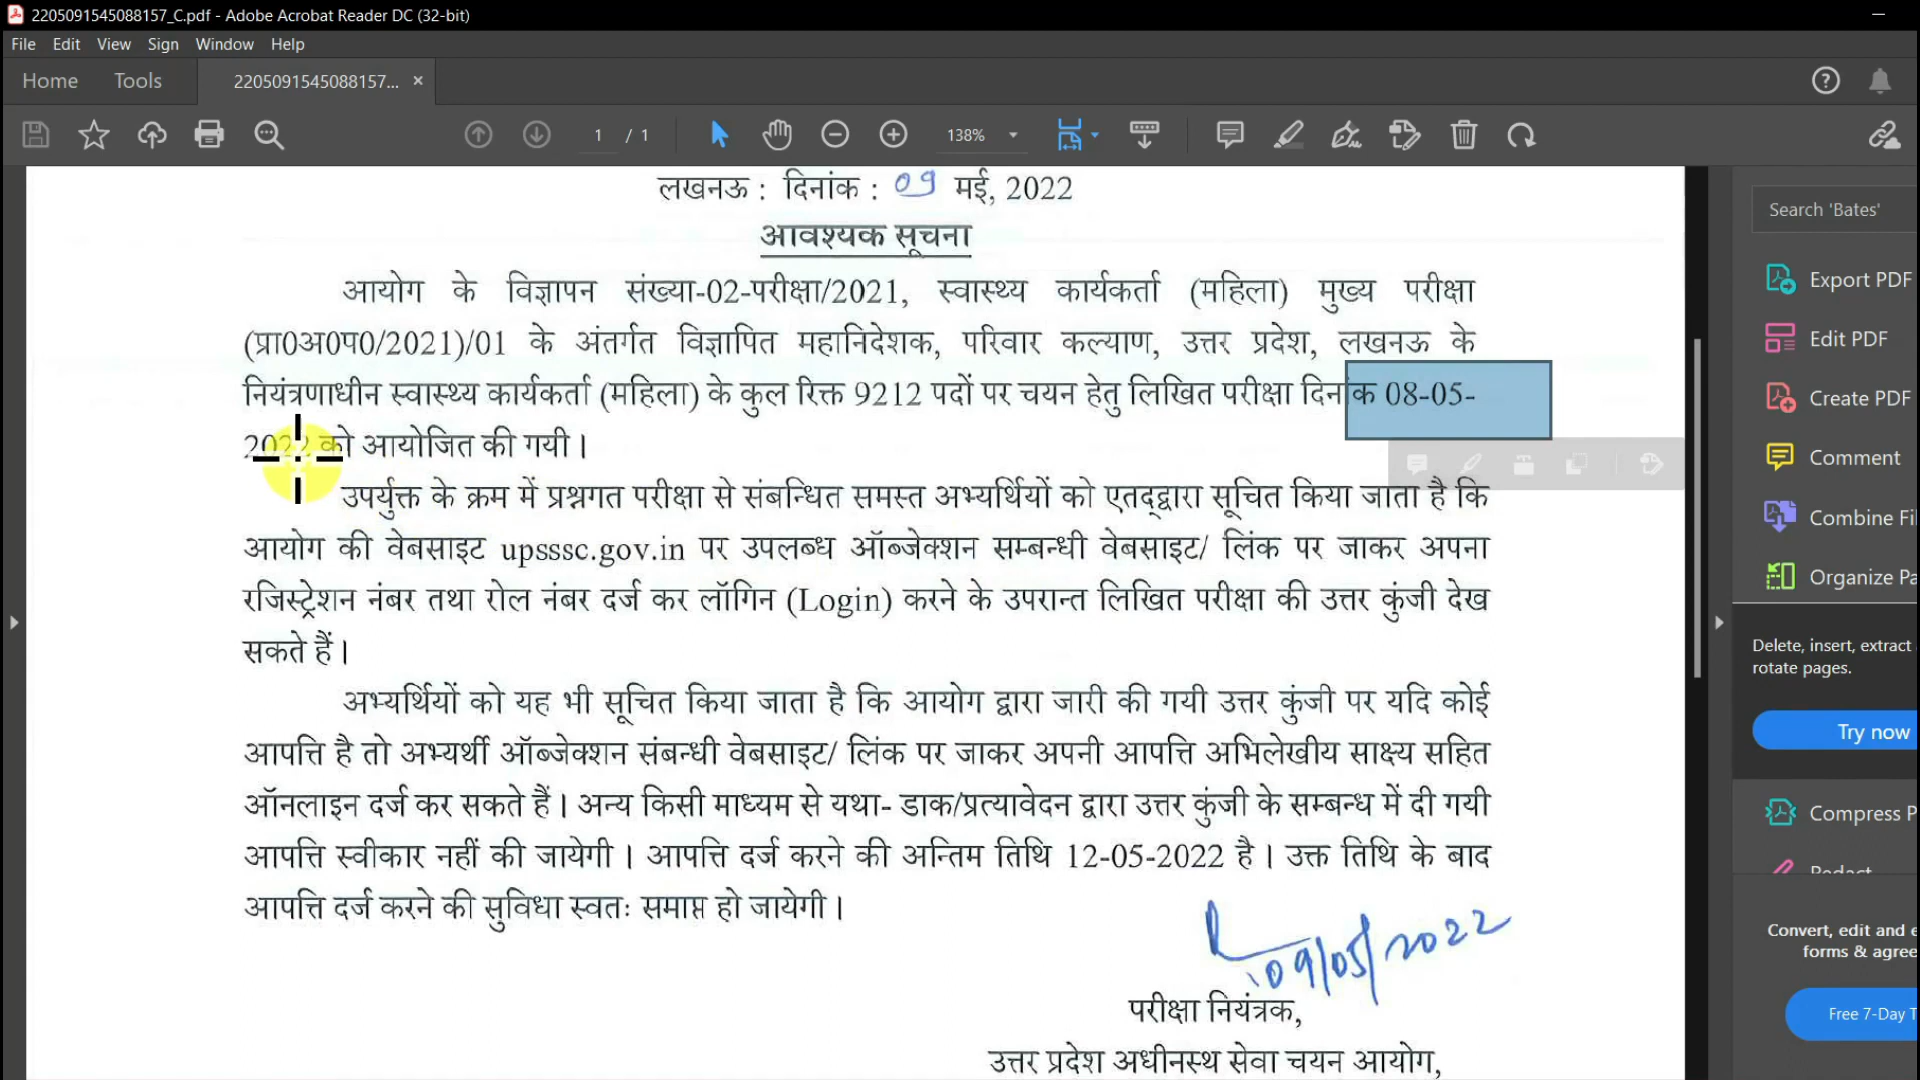 2205091545088157_C.pdf - Adobe Acrobat Reader DC (32-bit)
File Edit View Sign Window Help
Home Tools 2205091545088157... ×
1 / 1 138%
लखनऊ : दिनांक : 09 मई, 2022
आवश्यक सूचना
आयोग के विज्ञापन संख्या-02-परीक्षा/2021, स्वास्थ्य कार्यकर्ता (महिला) मुख्य परीक्षा
(प्रा0अ0प0/2021)/01 के अंतर्गत विज्ञापित महानिदेशक, परिवार कल्याण, उत्तर प्रदेश, लखनऊ के
नियंत्रणाधीन स्वास्थ्य कार्यकर्ता (महिला) के कुल रिक्त 9212 पदों पर चयन हेतु लिखित परीक्षा दिनांक 08-05-
2022 को आयोजित की गयी।
उपर्युक्त के क्रम में प्रश्नगत परीक्षा से संबन्धित समस्त अभ्यर्थियों को एतद्द्वारा सूचित किया जाता है कि
आयोग की वेबसाइट upsssc.gov.in पर उपलब्ध ऑब्जेक्शन सम्बन्धी वेबसाइट/ लिंक पर जाकर अपना
रजिस्ट्रेशन नंबर तथा रोल नंबर दर्ज कर लॉगिन (Login) करने के उपरान्त लिखित परीक्षा की उत्तर कुंजी देख
सकते हैं।
अभ्यर्थियों को यह भी सूचित किया जाता है कि आयोग द्वारा जारी की गयी उत्तर कुंजी पर यदि कोई
आपत्ति है तो अभ्यर्थी ऑब्जेक्शन संबन्धी वेबसाइट/ लिंक पर जाकर अपनी आपत्ति अभिलेखीय साक्ष्य सहित
ऑनलाइन दर्ज कर सकते हैं। अन्य किसी माध्यम से यथा- डाक/प्रत्यावेदन द्वारा उत्तर कुंजी के सम्बन्ध में दी गयी
आपत्ति स्वीकार नहीं की जायेगी। आपत्ति दर्ज करने की अन्तिम तिथि 12-05-2022 है। उक्त तिथि के बाद
आपत्ति दर्ज करने की सुविधा स्वतः समाप्त हो जायेगी।
09/05/2022
परीक्षा नियंत्रक,
उत्तर प्रदेश अधीनस्थ सेवा चयन आयोग,
Search 'Bates'
Export PDF
Edit PDF
Create PDF
Comment
Combine Fi
Organize Pa
Delete, insert, extract
rotate pages.
Try now
Compress P
Redact
Convert, edit and e
forms & agree
Free 7-Day T